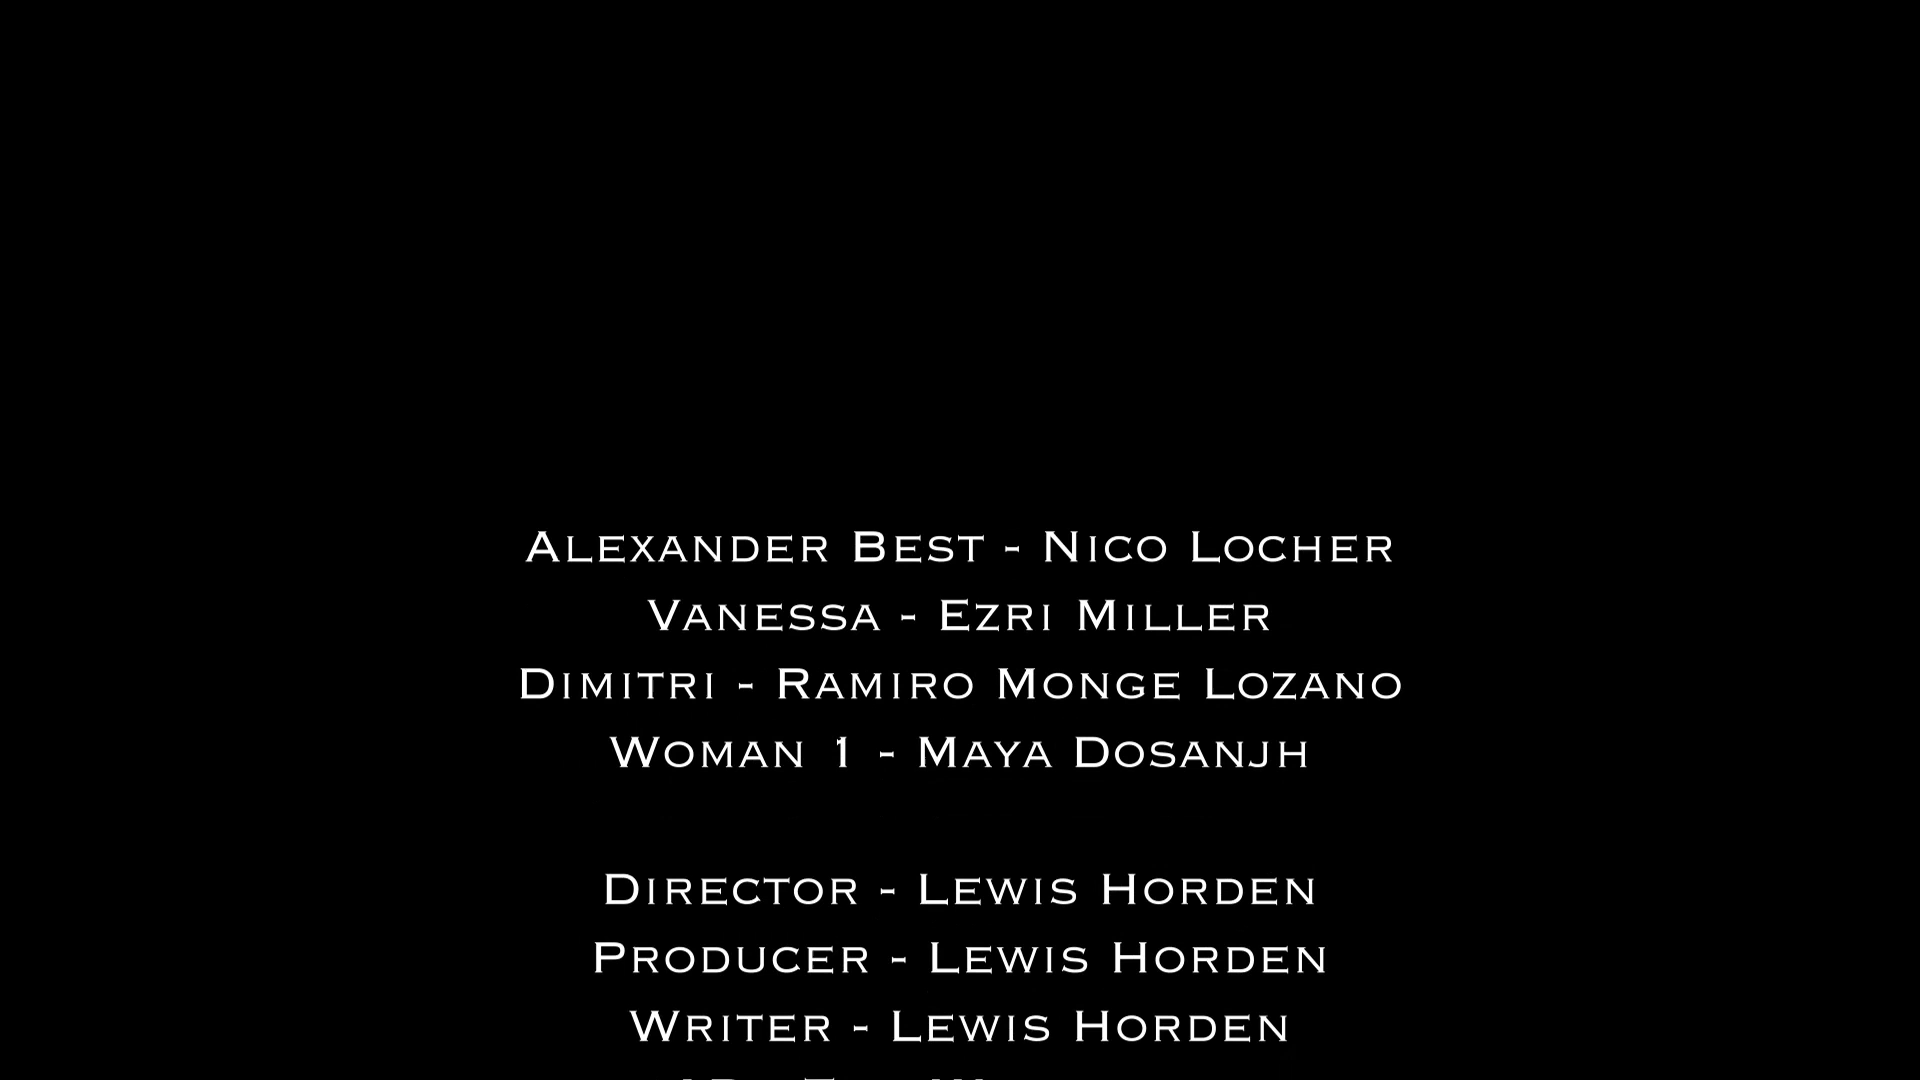 Alexander Best - Nico Locher
Vanessa - Ezri Miller
Dimitri - Ramiro Monge Lozano
Woman 1 - Maya Dosanjh
Director - Lewis Horden
Producer - Lewis Horden
Writer - Lewis Horden